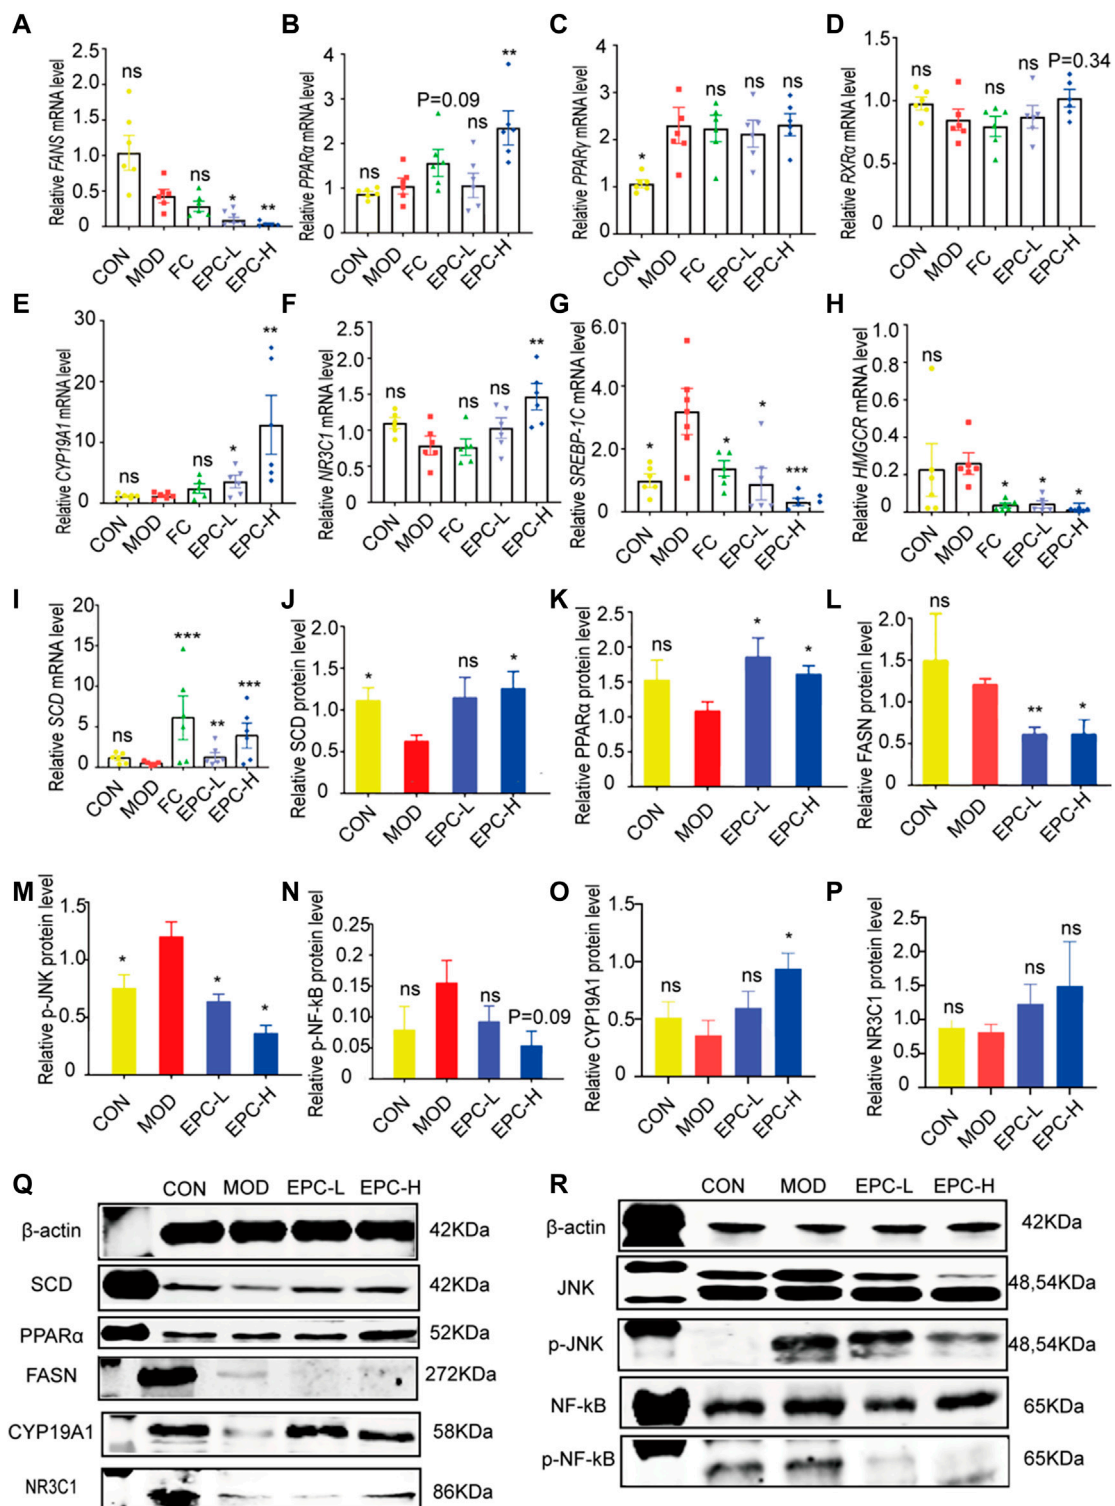 A
Relative FANS mRNA level
2.5
2.0
1.5
1.0
0.5
0
ns
*
**
CON
MOD
FC
EPC-L
EPC-H
B
Relative PPARα mRNA level
4
3
2
1
0
ns
P=0.09
ns
**
CON
MOD
FC
EPC-L
EPC-H
C
Relative PPARγ mRNA level
4
3
2
1
0
*
ns
ns
ns
CON
MOD
FC
EPC-L
EPC-H
D
Relative RXRα mRNA level
1.5
1.0
0.5
0
ns
ns
ns
P=0.34
CON
MOD
FC
EPC-L
EPC-H
E
Relative CYP19A1 mRNA level
30
20
10
0
ns
ns
*
**
CON
MOD
FC
EPC-L
EPC-H
F
Relative NR3C1 mRNA level
2.5
2.0
1.5
1.0
0.5
0
ns
ns
ns
**
CON
MOD
FC
EPC-L
EPC-H
G
Relative SREBP-1C mRNA level
6.0
4.0
2.0
0
*
*
*
***
CON
MOD
FC
EPC-L
EPC-H
H
Relative HMGCR mRNA level
1.0
0.8
0.6
0.4
0.2
0
ns
*
*
*
CON
MOD
FC
EPC-L
EPC-H
I
Relative SCD mRNA level
20
15
10
5
0
ns
***
**
***
CON
MOD
FC
EPC-L
EPC-H
J
Relative SCD protein level
2.0
1.5
1.0
0.5
0
*
ns
*
CON
MOD
EPC-L
EPC-H
K
Relative PPARα protein level
2.5
2.0
1.5
1.0
0.5
0
ns
*
*
CON
MOD
EPC-L
EPC-H
L
Relative FASN protein level
2.0
1.5
1.0
0.5
0
ns
**
*
CON
MOD
EPC-L
EPC-H
M
Relative p-JNK protein level
1.5
1.0
0.5
0
*
*
*
CON
MOD
EPC-L
EPC-H
N
Relative p-NF-kB protein level
0.25
0.20
0.15
0.10
0.05
0
ns
ns
P=0.09
CON
MOD
EPC-L
EPC-H
O
Relative CYP19A1 protein level
1.5
1.0
0.5
0
ns
ns
*
CON
MOD
EPC-L
EPC-H
P
Relative NR3C1 protein level
2.5
2.0
1.5
1.0
0.5
0
ns
ns
ns
CON
MOD
EPC-L
EPC-H
Q
CON MOD EPC-L EPC-H
β-actin 42KDa
SCD 42KDa
PPARα 52KDa
FASN 272KDa
CYP19A1 58KDa
NR3C1 86KDa
R
CON MOD EPC-L EPC-H
β-actin 42KDa
JNK 48,54KDa
p-JNK 48,54KDa
NF-kB 65KDa
p-NF-kB 65KDa